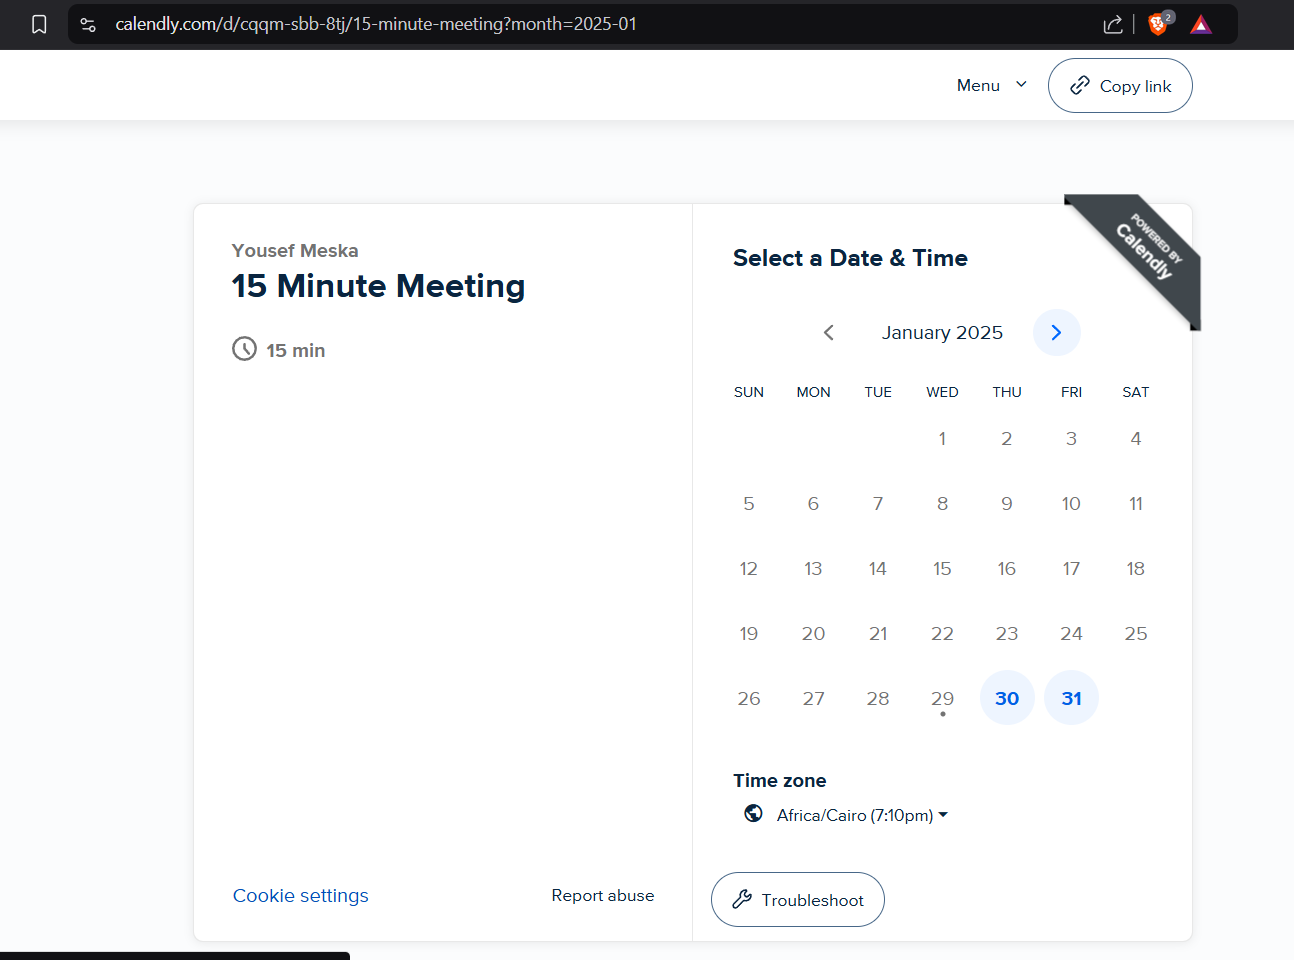 calendly.com/d/cqqm-sbb-8tj/15-minute-meeting?month=2025-01
2
Menu
Copy link
POWERED BY
Calendly
Yousef Meska
15 Minute Meeting
15 min
Cookie settings
Report abuse
Select a Date & Time
January 2025
SUN MON TUE WED THU FRI SAT
1 2 3 4
5 6 7 8 9 10 11
12 13 14 15 16 17 18
19 20 21 22 23 24 25
26 27 28 29 30 31
Time zone
Africa/Cairo (7:10pm)
Troubleshoot